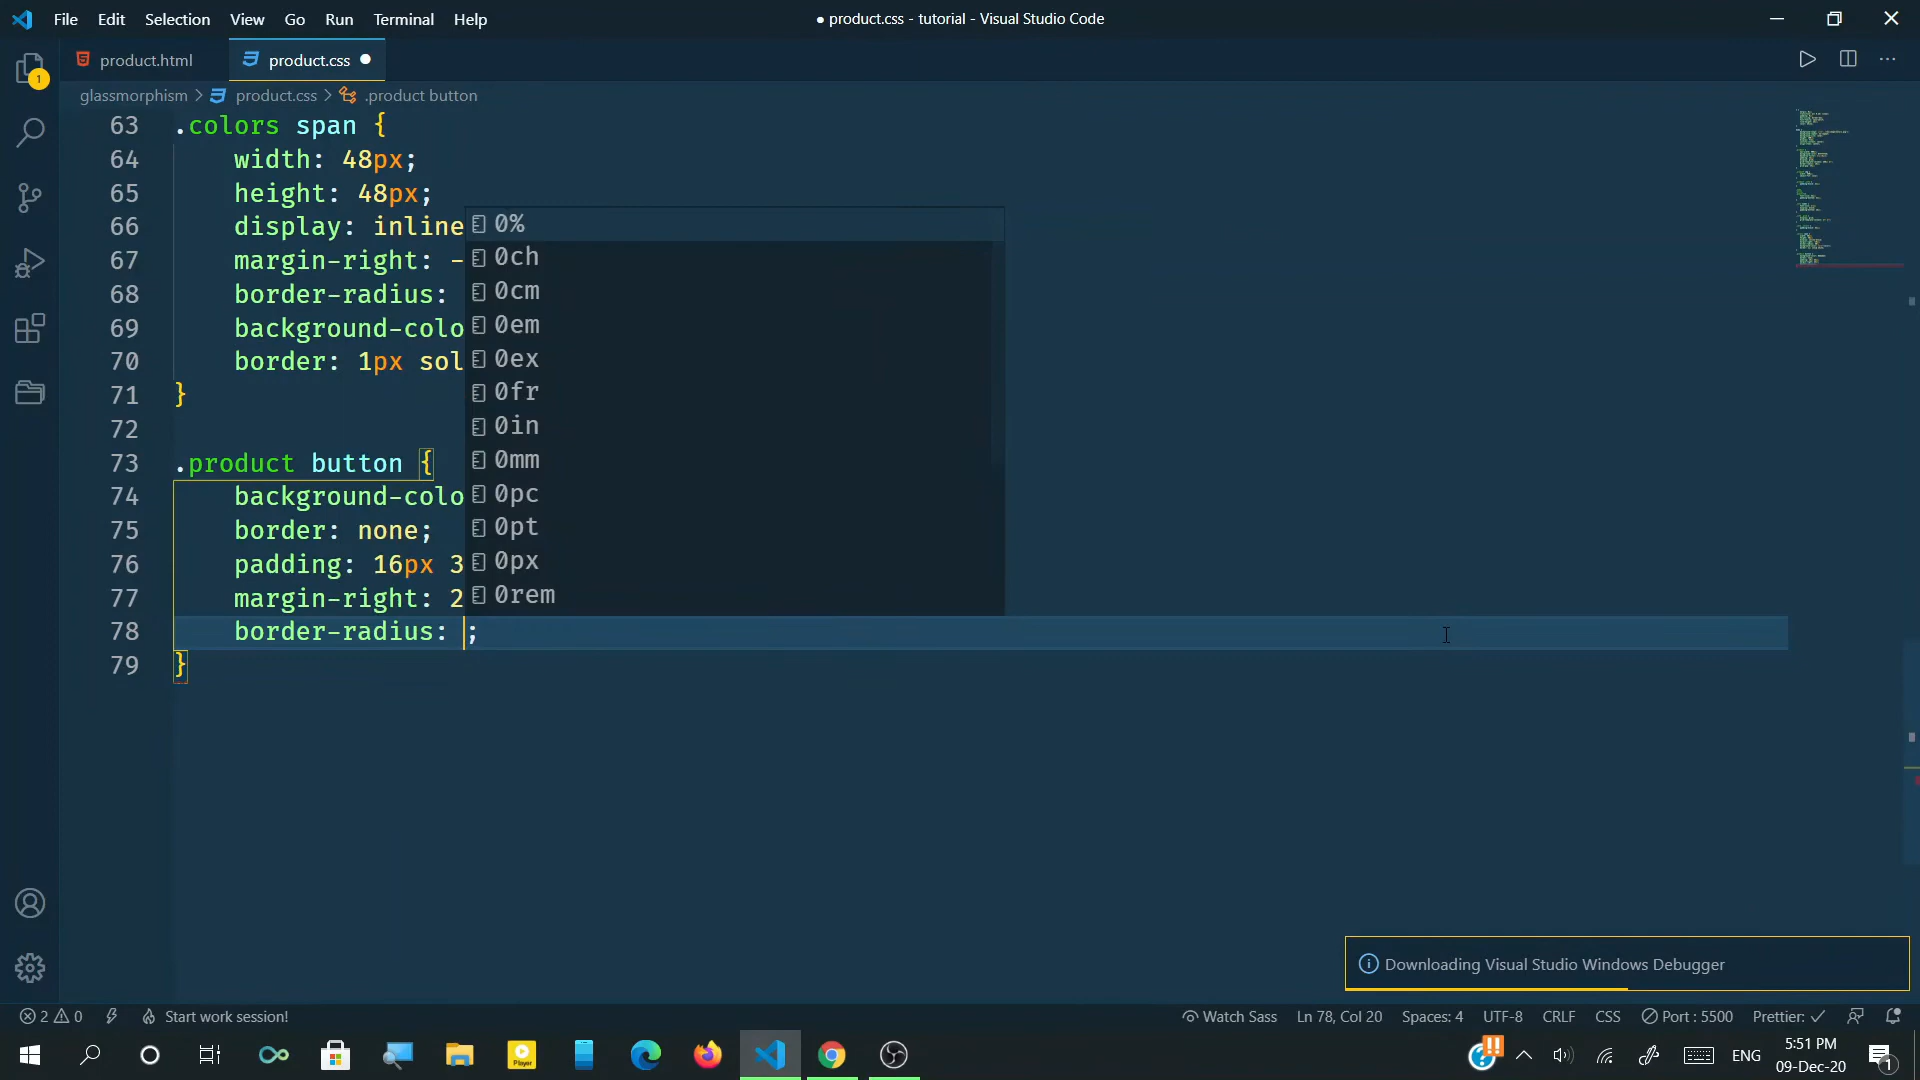 File Edit Selection View Go Run Terminal Help
● product.css - tutorial - Visual Studio Code
product.html
product.css ●
1
glassmorphism > product.css > .product button
63 .colors span {
64 width: 48px;
65 height: 48px;
66 display: inline
67 margin-right: -
68 border-radius:
69 background-colo
70 border: 1px sol
71 }
72
73 .product button {
74 background-colo
75 border: none;
76 padding: 16px 3
77 margin-right: 2
78 border-radius: ;
79 }
0%
0ch
0cm
0em
0ex
0fr
0in
0mm
0pc
0pt
0px
0rem
Downloading Visual Studio Windows Debugger
2 0 Start work session!
Watch Sass Ln 78, Col 20 Spaces: 4 UTF-8 CRLF CSS Port : 5500 Prettier: ✓
Player
ENG
5:51 PM
09-Dec-20
1